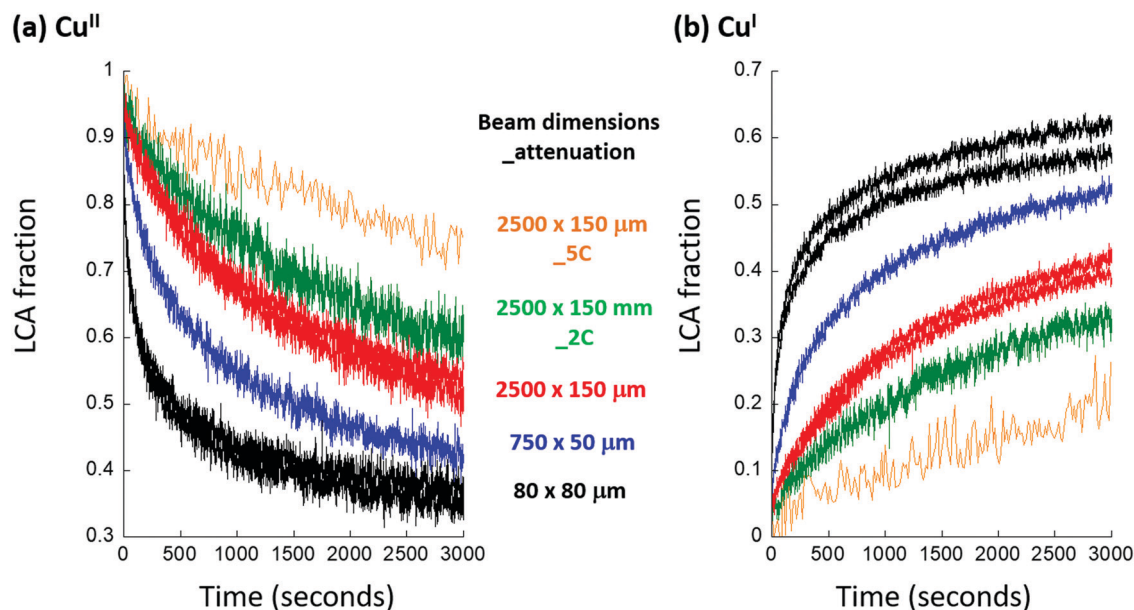 (a) Cu^II
(b) Cu^I
LCA fraction
1
0.9
0.8
0.7
0.6
0.5
0.4
0.3
0
500
1000
1500
2000
2500
3000
Time (seconds)
Beam dimensions
_attenuation
2500 x 150 μm
_5C
2500 x 150 mm
_2C
2500 x 150 μm
750 x 50 μm
80 x 80 μm
LCA fraction
0.7
0.6
0.5
0.4
0.3
0.2
0.1
0
0
500
1000
1500
2000
2500
3000
Time (seconds)